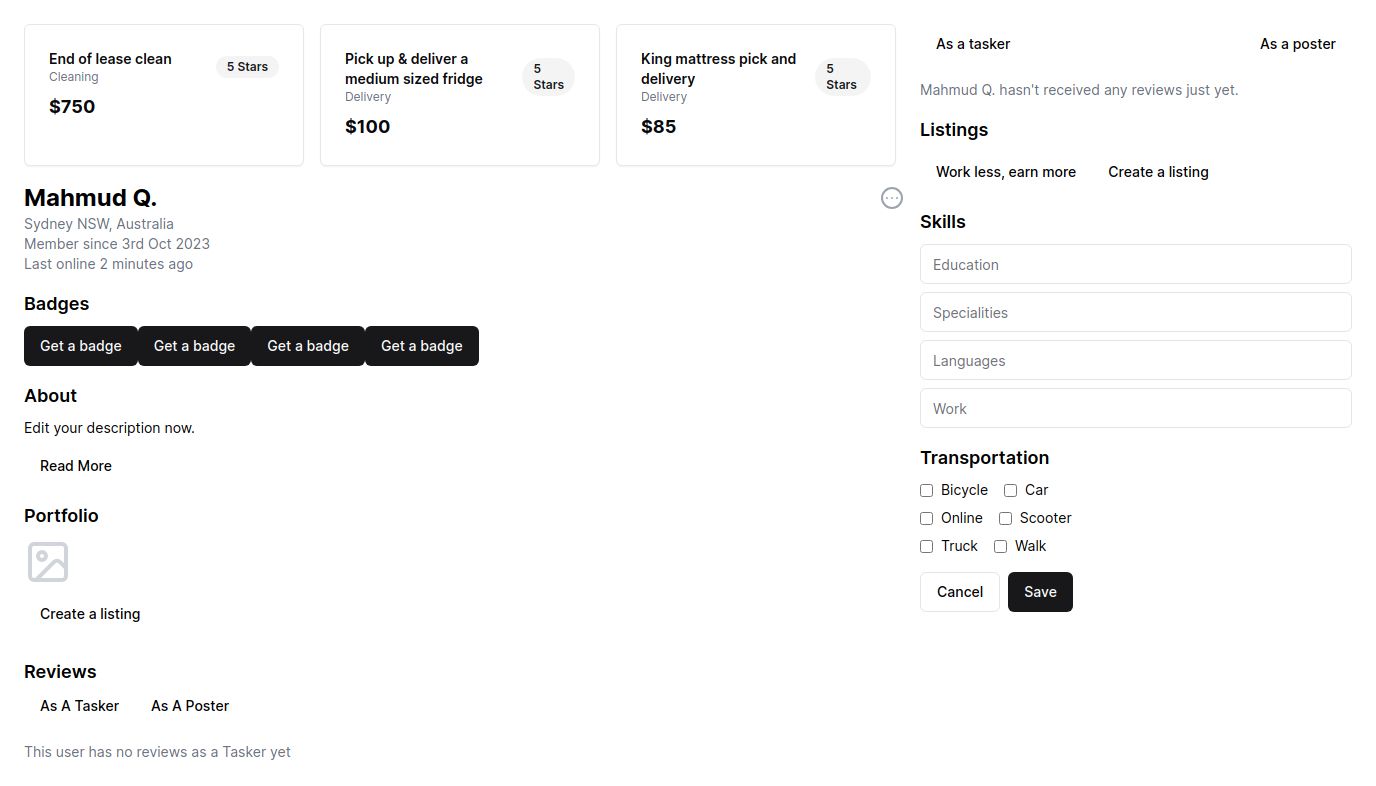 End of lease clean
Cleaning
5 Stars
$750
Pick up & deliver a
medium sized fridge
Delivery
5
Stars
$100
King mattress pick and
delivery
Delivery
5
Stars
$85
Mahmud Q.
Sydney NSW, Australia
Member since 3rd Oct 2023
Last online 2 minutes ago
Badges
Get a badge Get a badge Get a badge Get a badge
About
Edit your description now.
Read More
Portfolio
Create a listing
Reviews
As A Tasker As A Poster
This user has no reviews as a Tasker yet
As a tasker As a poster
Mahmud Q. hasn't received any reviews just yet.
Listings
Work less, earn more Create a listing
Skills
Education
Specialities
Languages
Work
Transportation
Bicycle Car
Online Scooter
Truck Walk
Cancel Save